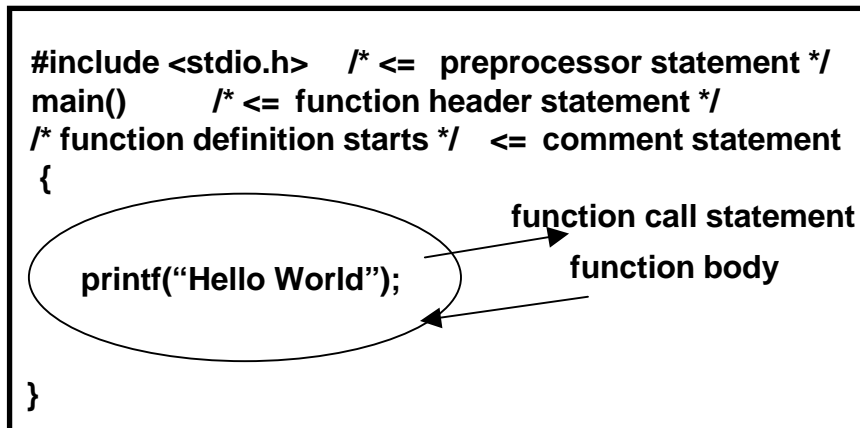 #include <stdio.h> /* <= preprocessor statement */
main() /* <= function header statement */
/* function definition starts */ <= comment statement
{
function call statement
printf(“Hello World”);
function body
}